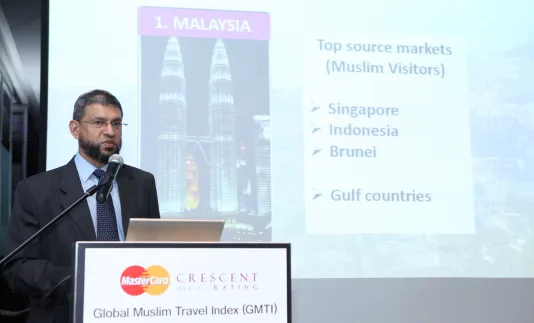 1. MALAYSIA
Top source markets
(Muslim Visitors)
➢ Singapore
➢ Indonesia
➢ Brunei
➢ Gulf countries
MasterCard
CRESCENT
RATING
Global Muslim Travel Index (GMTI)